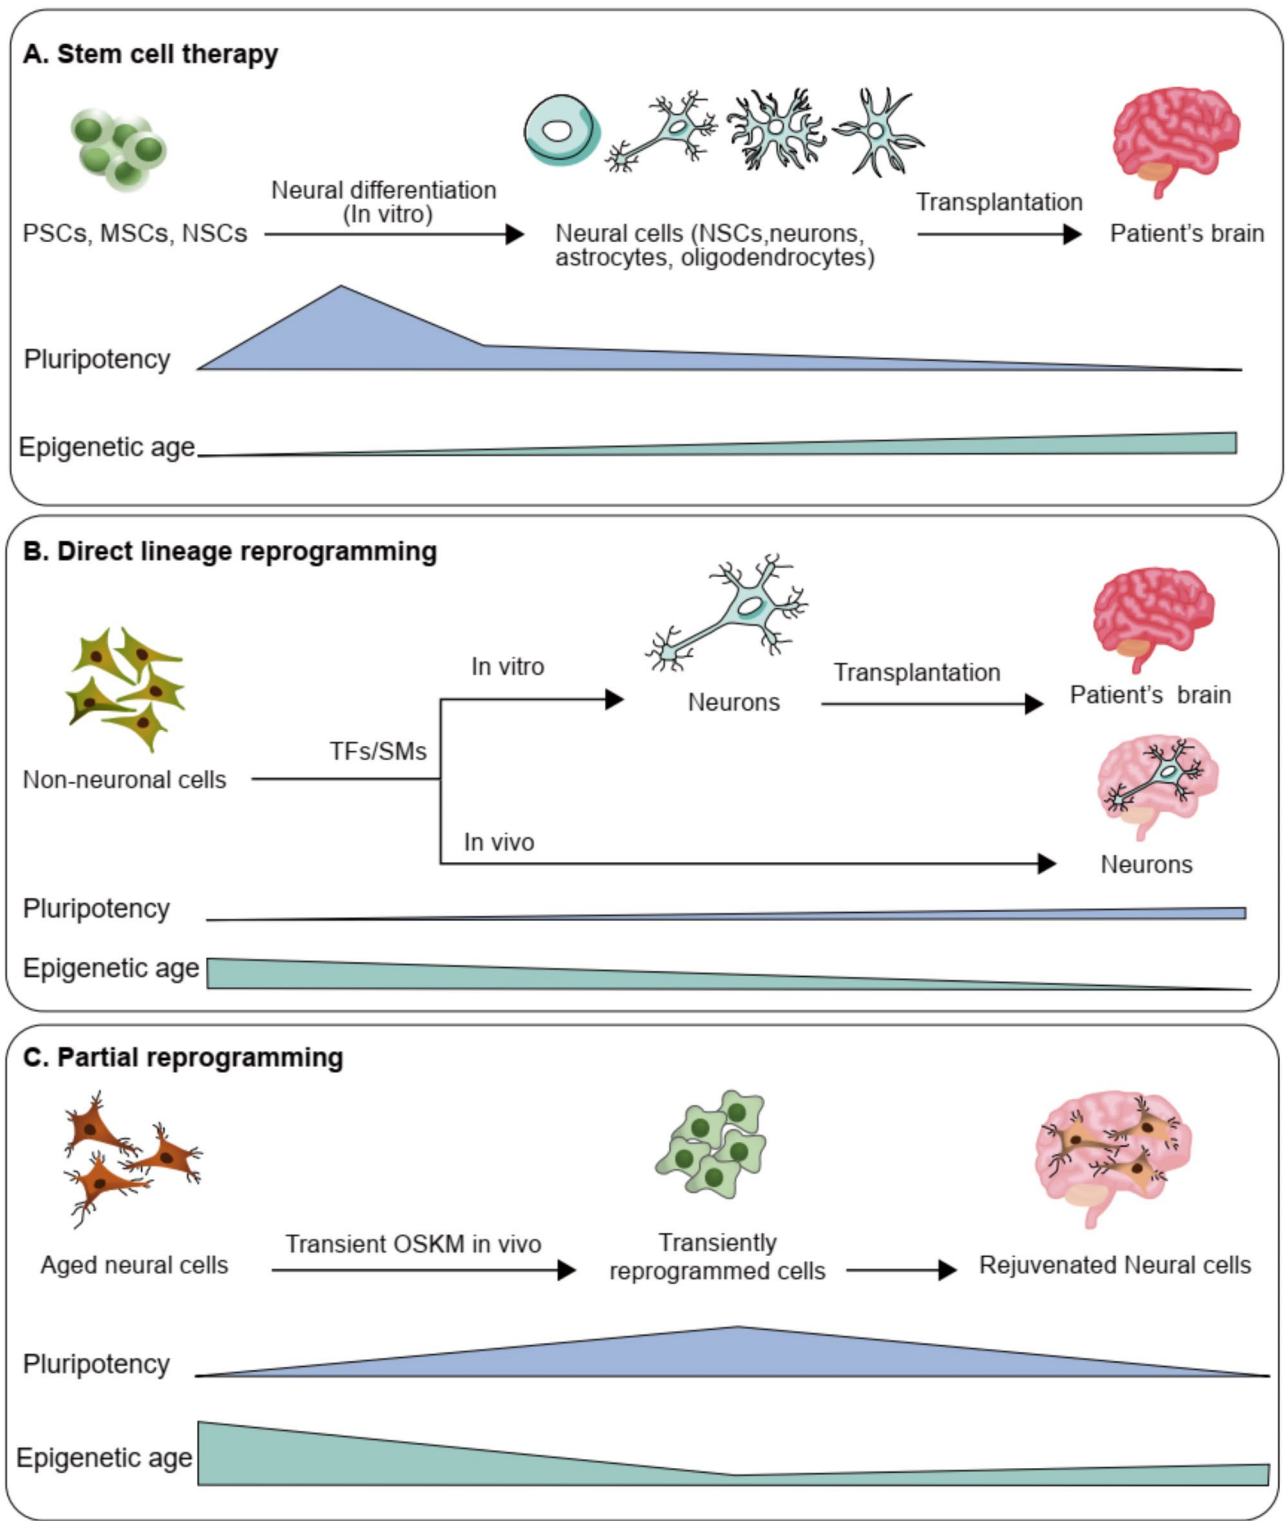 A. Stem cell therapy
Neural differentiation
(In vitro)
Transplantation
PSCs, MSCs, NSCs
Neural cells (NSCs,neurons,
astrocytes, oligodendrocytes)
Patient's brain
Pluripotency
Epigenetic age
B. Direct lineage reprogramming
In vitro
Neurons
Transplantation
Patient's brain
TFs/SMs
Non-neuronal cells
In vivo
Neurons
Pluripotency
Epigenetic age
C. Partial reprogramming
Aged neural cells
Transient OSKM in vivo
Transiently
reprogrammed cells
Rejuvenated Neural cells
Pluripotency
Epigenetic age